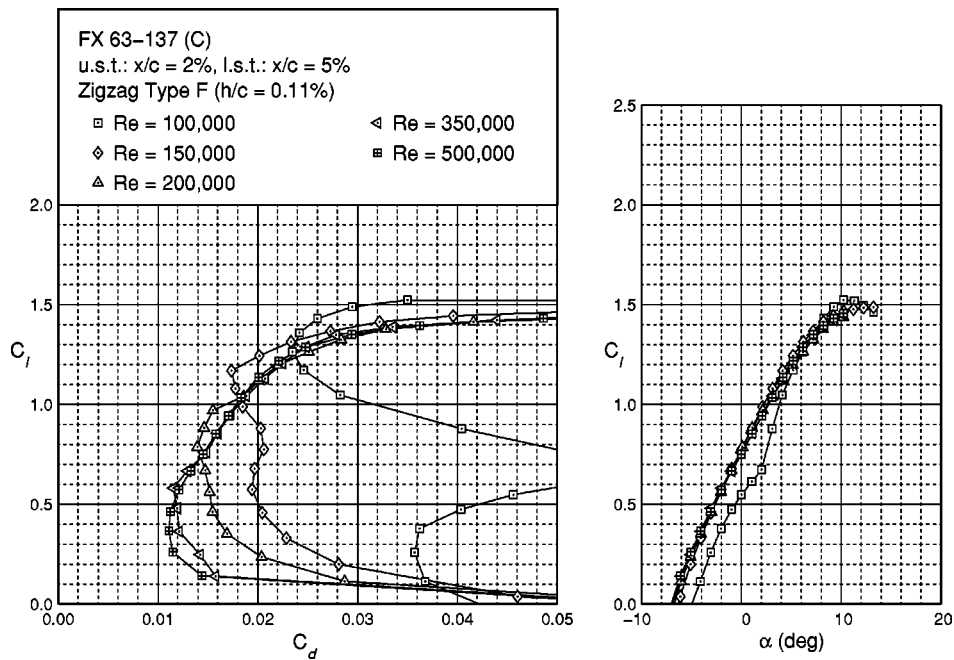 FX 63-137 (C)
u.s.t.: x/c = 2%, l.s.t.: x/c = 5%
Zigzag Type F (h/c = 0.11%)
Re = 100,000
Re = 350,000
Re = 150,000
Re = 500,000
Re = 200,000
2.0
1.5
C_l
1.0
0.5
0.0
0.00 0.01 0.02 0.03 0.04 0.05
C_d
2.5
2.0
1.5
C_l
1.0
0.5
0.0
-10 0 10 20
α (deg)